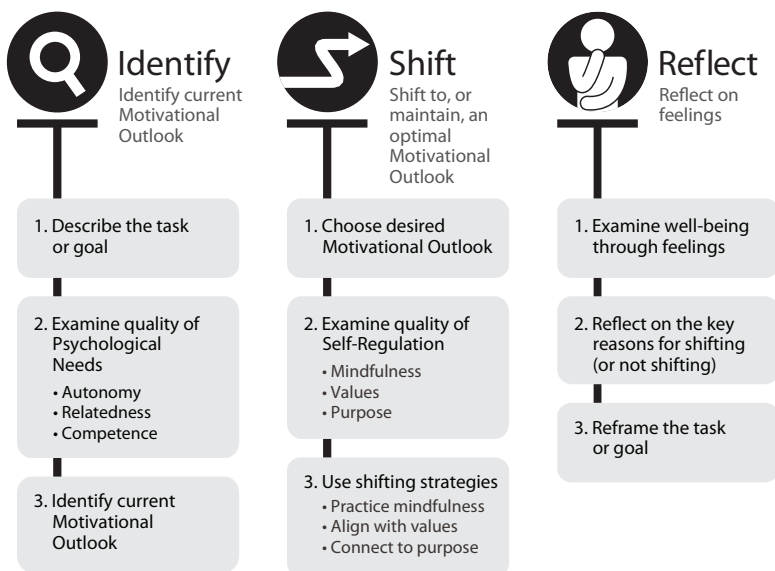 Identify
Identify current
Motivational
Outlook
1. Describe the task
or goal
2. Examine quality of
Psychological
Needs
• Autonomy
• Relatedness
• Competence
3. Identify current
Motivational
Outlook
Shift
Shift to, or
maintain, an
optimal
Motivational
Outlook
1. Choose desired
Motivational Outlook
2. Examine quality of
Self-Regulation
• Mindfulness
• Values
• Purpose
3. Use shifting strategies
• Practice mindfulness
• Align with values
• Connect to purpose
Reflect
Reflect on
feelings
1. Examine well-being
through feelings
2. Reflect on the key
reasons for shifting
(or not shifting)
3. Reframe the task
or goal